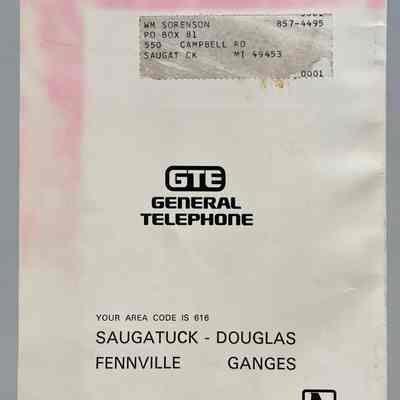 WM SORENSON 857-4495
PO BOX 81
550 CAMPBELL RD
SAUGAT CK MI 49453
0001
GTE
GENERAL
TELEPHONE
YOUR AREA CODE IS 616
SAUGATUCK - DOUGLAS
FENNVILLE GANGES